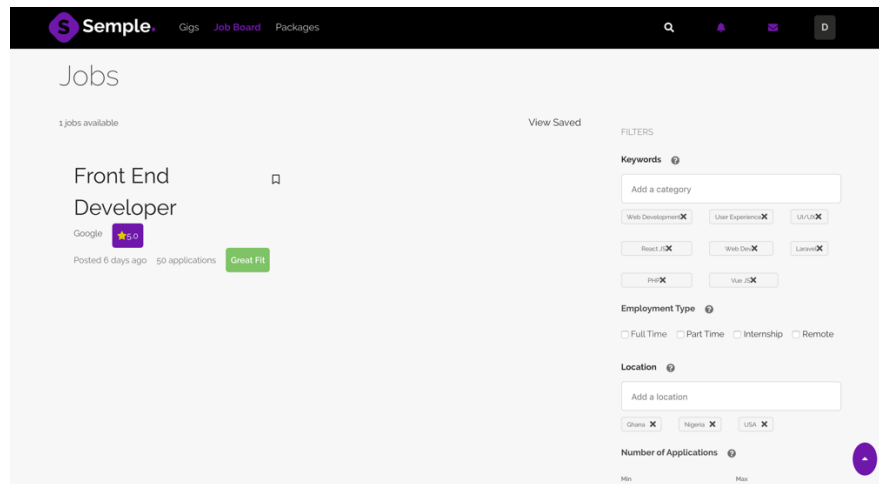 S Semple. Gigs Job Board Packages D
Jobs
1 jobs available View Saved
Front End
Developer
Google 5.0
Posted 6 days ago 50 applications Great Fit
FILTERS
Keywords ?
Add a category
Web Development✖ User Experience✖ UI/UX✖
React JS✖ Web Dev✖ Laravel✖
PHP✖ Vue JS✖
Employment Type ?
Full Time Part Time Internship Remote
Location ?
Add a location
Ghana ✖ Nigeria ✖ USA ✖
Number of Applications ?
Min Max